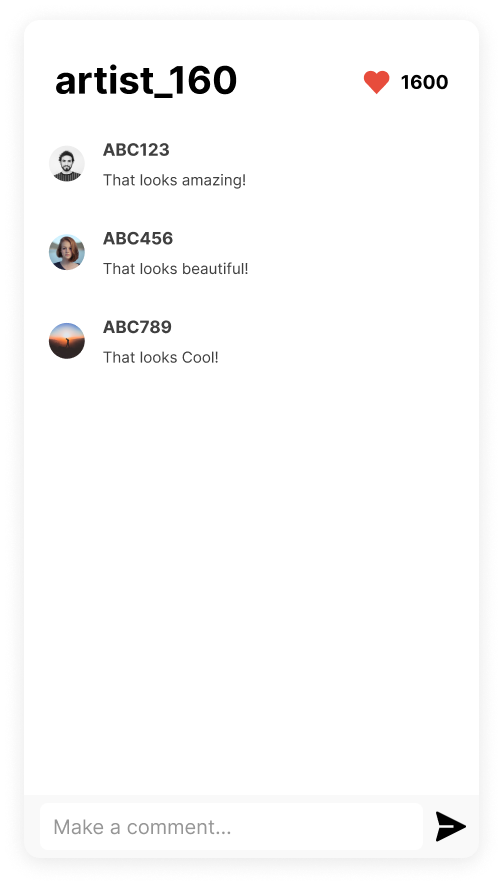 artist_160
1600
ABC123
That looks amazing!
ABC456
That looks beautiful!
ABC789
That looks Cool!
Make a comment...